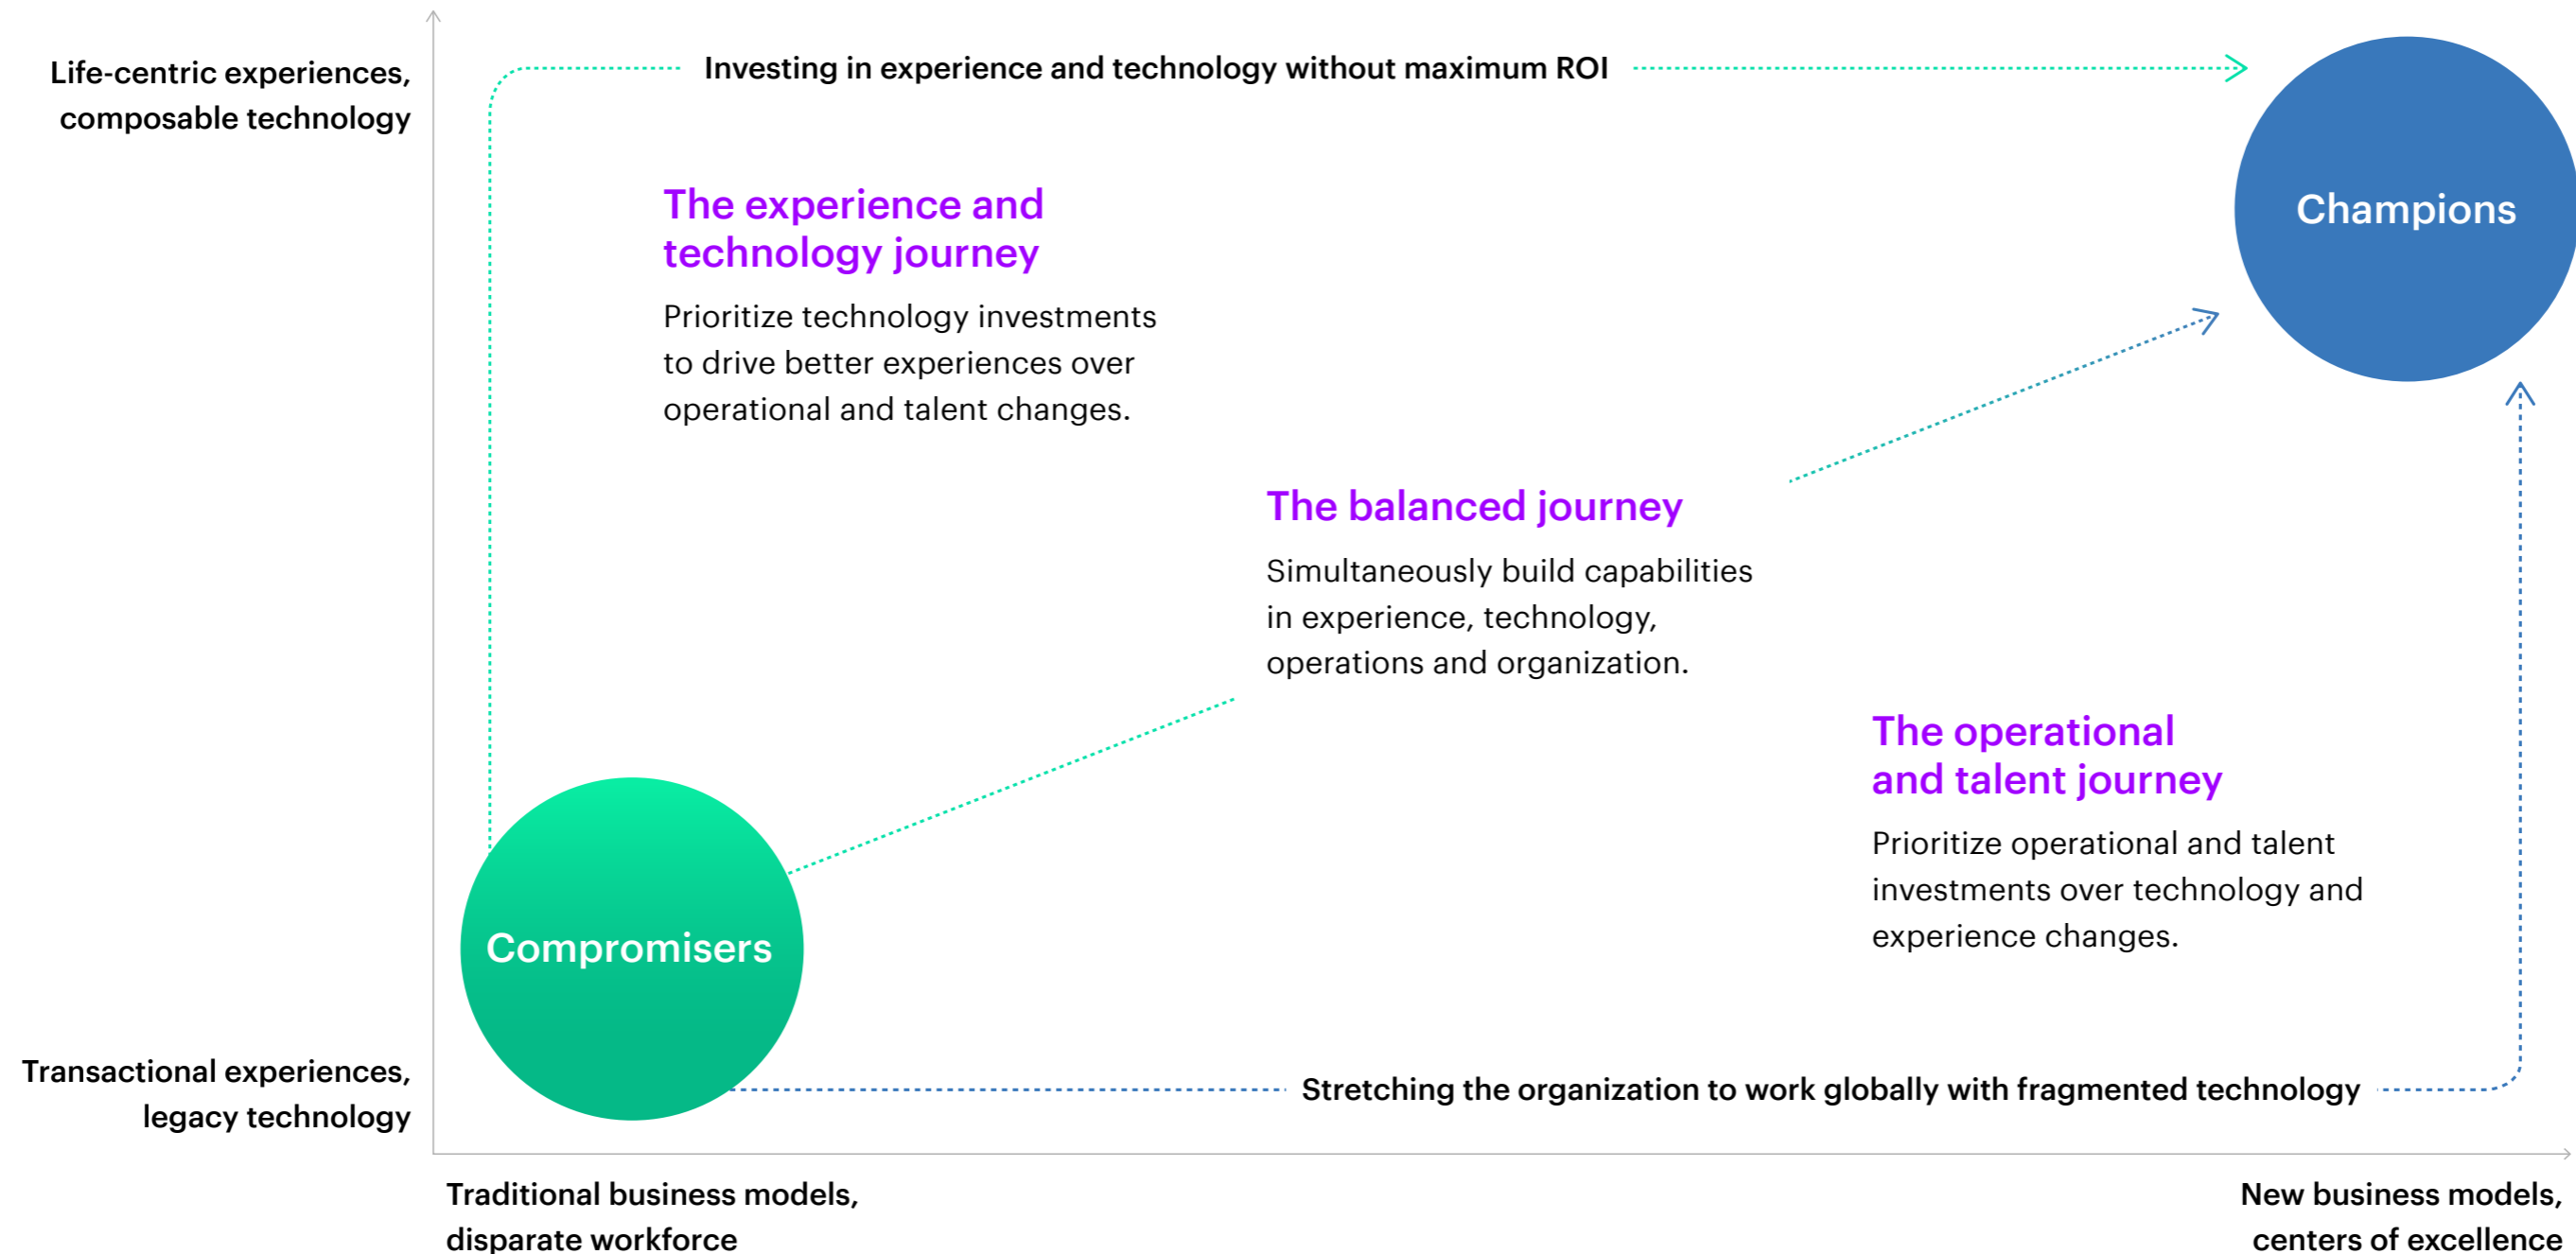 Life-centric experiences,
composable technology
Investing in experience and technology without maximum ROI
Champions
The experience and
technology journey
Prioritize technology investments
to drive better experiences over
operational and talent changes.
The balanced journey
Simultaneously build capabilities
in experience, technology,
operations and organization.
The operational
and talent journey
Prioritize operational and talent
investments over technology and
experience changes.
Compromisers
Transactional experiences,
legacy technology
Stretching the organization to work globally with fragmented technology
Traditional business models,
disparate workforce
New business models,
centers of excellence